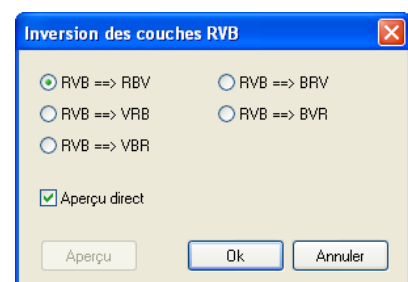 Inversion des couches RVB
RVB ==> RBV RVB ==> BRV
RVB ==> VRB RVB ==> BVR
RVB ==> VBR
Aperçu direct
Aperçu Ok Annuler